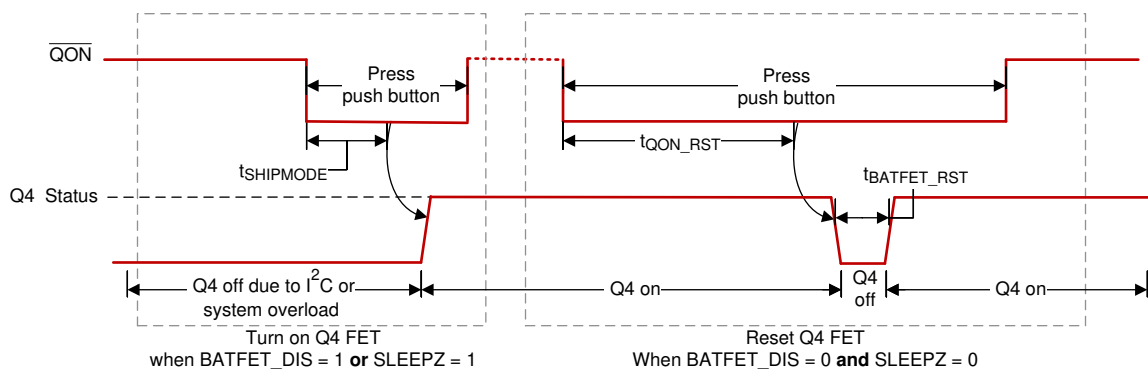 QON
Press
push button
Press
push button
tSHIPMODE
tQON_RST
tBATFET_RST
Q4 Status
Q4 off due to I²C or
system overload
Q4 on
Q4
off
Q4 on
Turn on Q4 FET
when BATFET_DIS = 1 or SLEEPZ = 1
Reset Q4 FET
When BATFET_DIS = 0 and SLEEPZ = 0